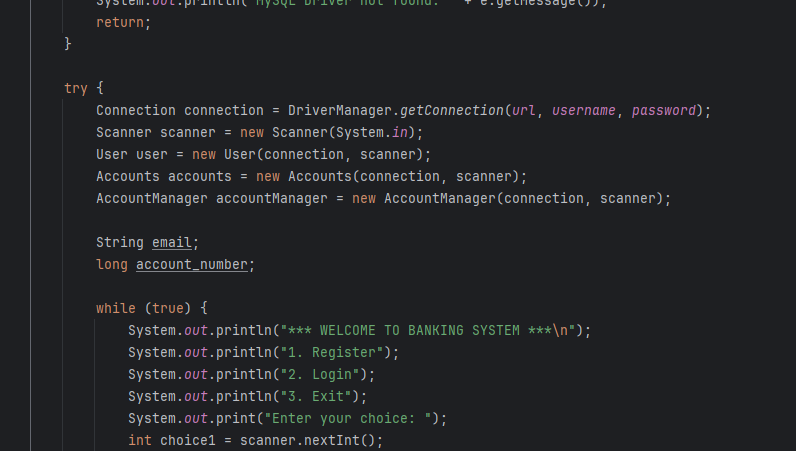 System.out.println("MySQL Driver not found: " + e.getMessage());
return;
}
try {
Connection connection = DriverManager.getConnection(url, username, password);
Scanner scanner = new Scanner(System.in);
User user = new User(connection, scanner);
Accounts accounts = new Accounts(connection, scanner);
AccountManager accountManager = new AccountManager(connection, scanner);
String email;
long account_number;
while (true) {
System.out.println("*** WELCOME TO BANKING SYSTEM ***\n");
System.out.println("1. Register");
System.out.println("2. Login");
System.out.println("3. Exit");
System.out.print("Enter your choice: ");
int choice1 = scanner.nextInt();